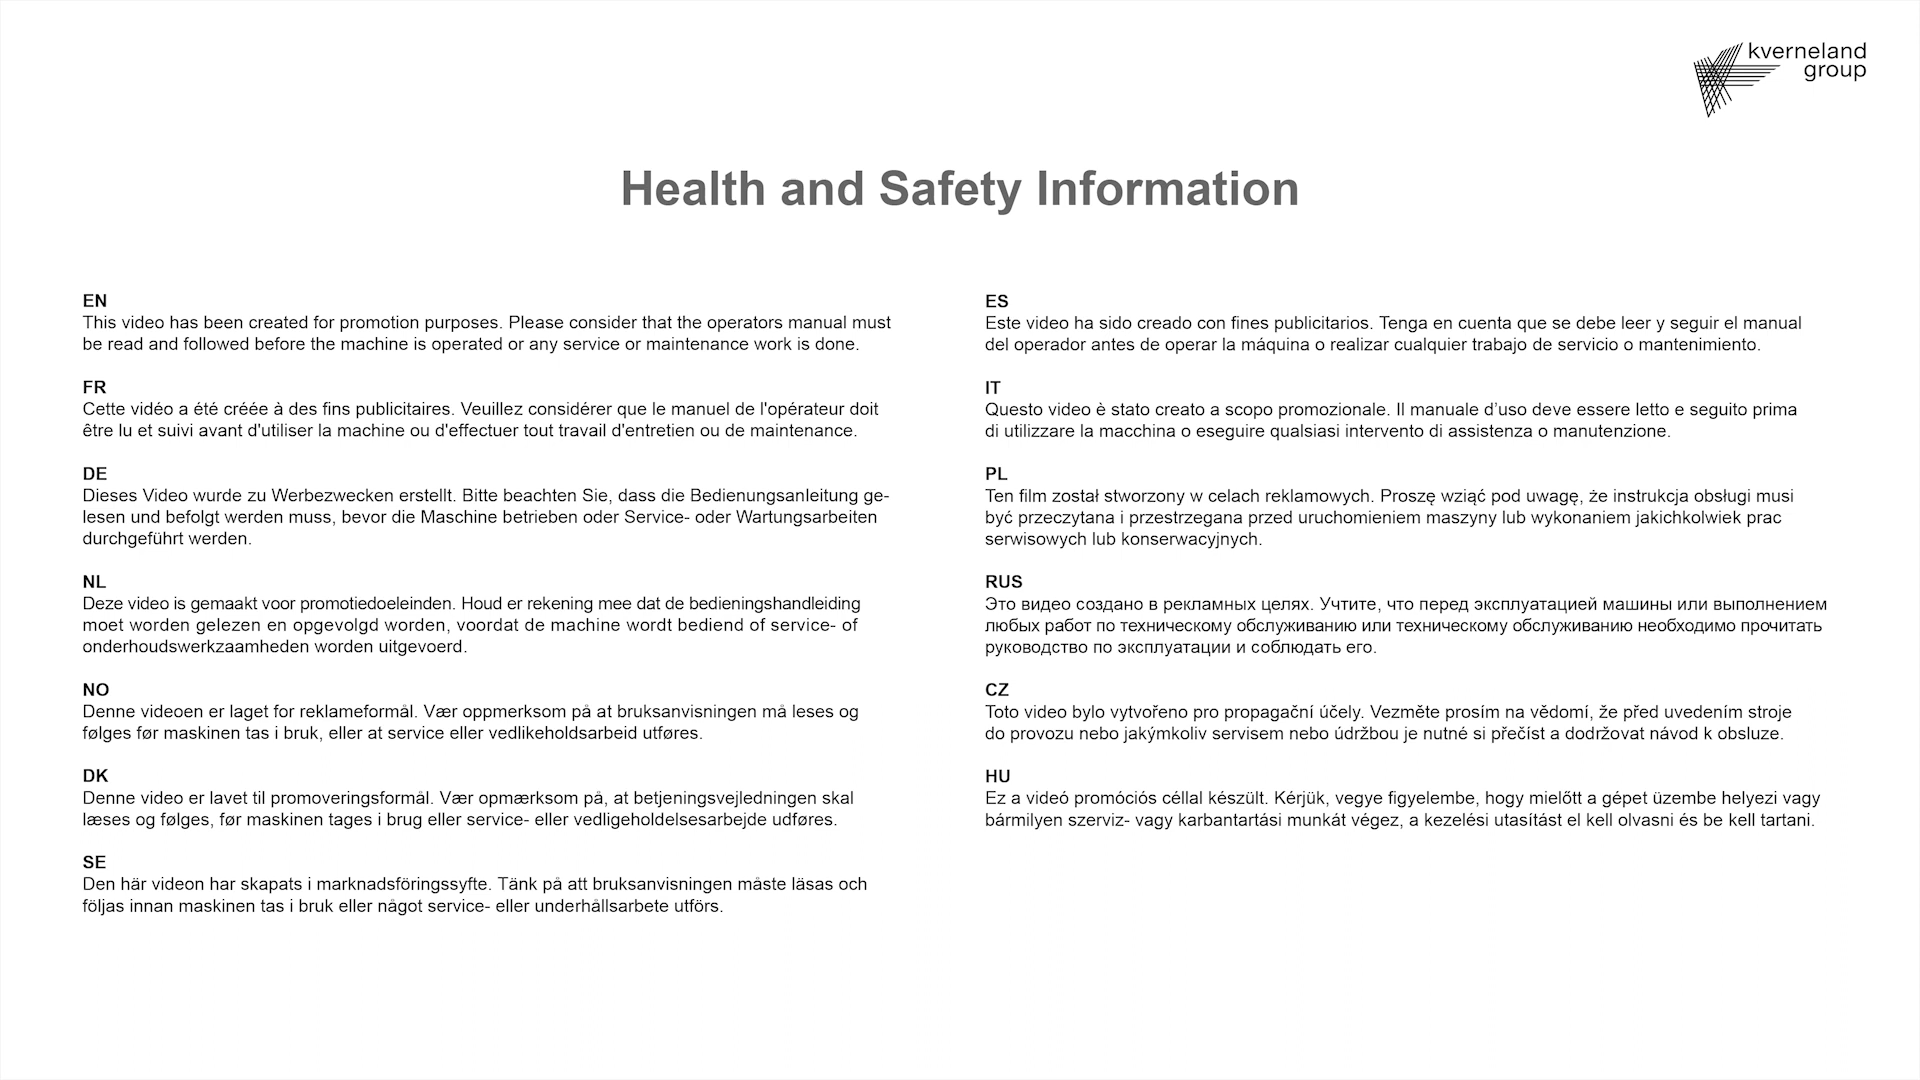 kverneland
group
Health and Safety Information
EN
This video has been created for promotion purposes. Please consider that the operators manual must
be read and followed before the machine is operated or any service or maintenance work is done.
FR
Cette vidéo a été créée à des fins publicitaires. Veuillez considérer que le manuel de l'opérateur doit
être lu et suivi avant d'utiliser la machine ou d'effectuer tout travail d'entretien ou de maintenance.
DE
Dieses Video wurde zu Werbezwecken erstellt. Bitte beachten Sie, dass die Bedienungsanleitung ge-
lesen und befolgt werden muss, bevor die Maschine betrieben oder Service- oder Wartungsarbeiten
durchgeführt werden.
NL
Deze video is gemaakt voor promotiedoeleinden. Houd er rekening mee dat de bedieningshandleiding
moet worden gelezen en opgevolgd worden, voordat de machine wordt bediend of service- of
onderhoudswerkzaamheden worden uitgevoerd.
NO
Denne videoen er laget for reklameformål. Vær oppmerksom på at bruksanvisningen må leses og
følges før maskinen tas i bruk, eller at service eller vedlikeholdsarbeid utføres.
DK
Denne video er lavet til promoveringsformål. Vær opmærksom på, at betjeningsvejledningen skal
læses og følges, før maskinen tages i brug eller service- eller vedligeholdelsesarbejde udføres.
SE
Den här videon har skapats i marknadsföringssyfte. Tänk på att bruksanvisningen måste läsas och
följas innan maskinen tas i bruk eller något service- eller underhållsarbete utförs.
ES
Este video ha sido creado con fines publicitarios. Tenga en cuenta que se debe leer y seguir el manual
del operador antes de operar la máquina o realizar cualquier trabajo de servicio o mantenimiento.
IT
Questo video è stato creato a scopo promozionale. Il manuale d’uso deve essere letto e seguito prima
di utilizzare la macchina o eseguire qualsiasi intervento di assistenza o manutenzione.
PL
Ten film został stworzony w celach reklamowych. Proszę wziąć pod uwagę, że instrukcja obsługi musi
być przeczytana i przestrzegana przed uruchomieniem maszyny lub wykonaniem jakichkolwiek prac
serwisowych lub konserwacyjnych.
RUS
Это видео создано в рекламных целях. Учтите, что перед эксплуатацией машины или выполнением
любых работ по техническому обслуживанию или техническому обслуживанию необходимо прочитать
руководство по эксплуатации и соблюдать его.
CZ
Toto video bylo vytvořeno pro propagační účely. Vezměte prosím na vědomí, že před uvedením stroje
do provozu nebo jakýmkoliv servisem nebo údržbou je nutné si přečíst a dodržovat návod k obsluze.
HU
Ez a videó promóciós céllal készült. Kérjük, vegye figyelembe, hogy mielőtt a gépet üzembe helyezi vagy
bármilyen szerviz- vagy karbantartási munkát végez, a kezelési utasítást el kell olvasni és be kell tartani.